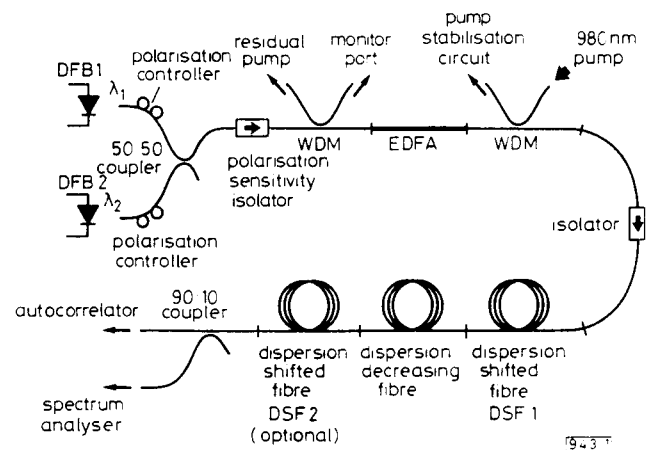 DFB1
λ1
polarisation
controller
residual
pump
monitor
port
pump
stabilisation
circuit
980nm
pump
50 50
coupler
WDM
EDFA
WDM
polarisation
sensitivity
isolator
DFB 2
λ2
polarisation
controller
isolator
90:10
coupler
autocorrelator
spectrum
analyser
dispersion
shifted
fibre
DSF 2
(optional)
dispersion
decreasing
fibre
dispersion
shifted
fibre
DSF 1